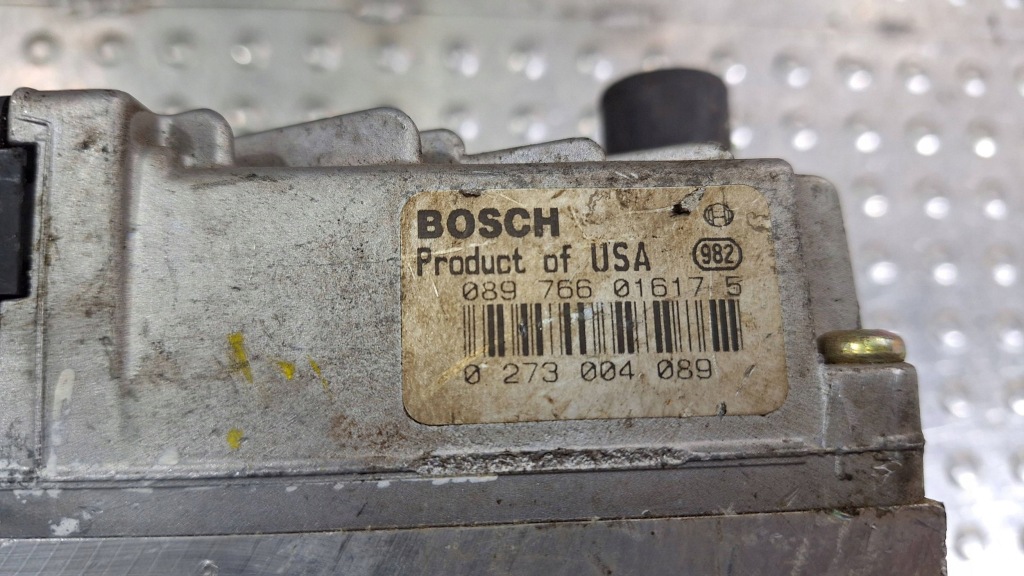 BOSCH
Product of USA 982
089 766 01617 5
0 273 004 089